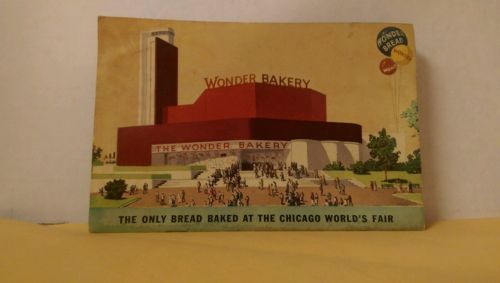 WONDER BREAD
WONDER BAKERY
THE WONDER BAKERY
THE ONLY BREAD BAKED AT THE CHICAGO WORLD'S FAIR